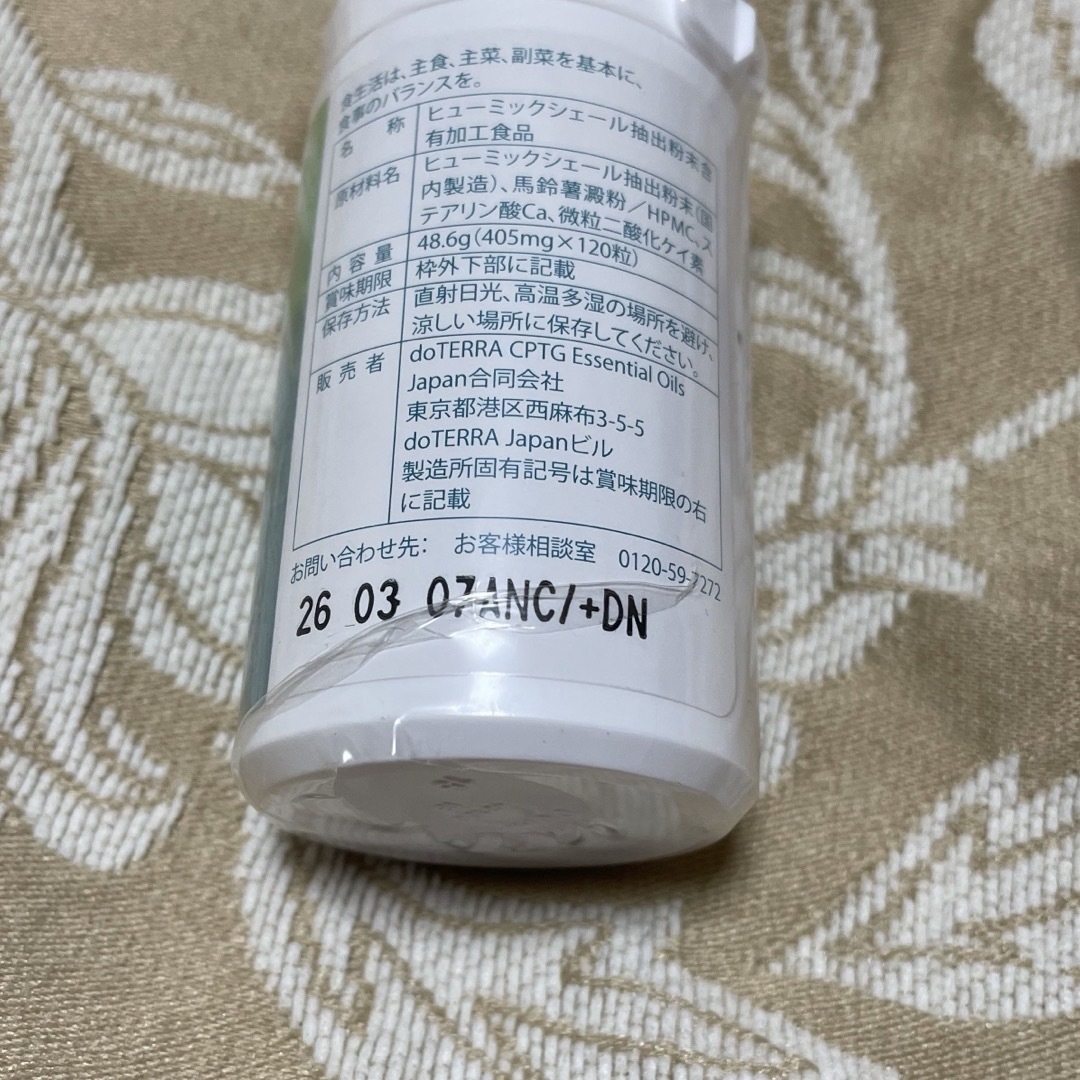 食生活は、主食、主菜、副菜を基本に、
食事のバランスを。
名称 ヒューミックシェール抽出粉末含
有加工食品
原材料名 ヒューミックシェール抽出粉末(国
内製造)、馬鈴薯澱粉/HPMC、ス
テアリン酸Ca、微粒二酸化ケイ素
内容量 48.6g(405mg×120粒)
賞味期限 枠外下部に記載
保存方法 直射日光、高温多湿の場所を避け、
涼しい場所に保存してください。
販売者 doTERRA CPTG Essential Oils
Japan合同会社
東京都港区西麻布3-5-5
doTERRA Japanビル
製造所固有記号は賞味期限の右
に記載
お問い合わせ先: お客様相談室 0120-59-7272
26 03 07ANC/+DN